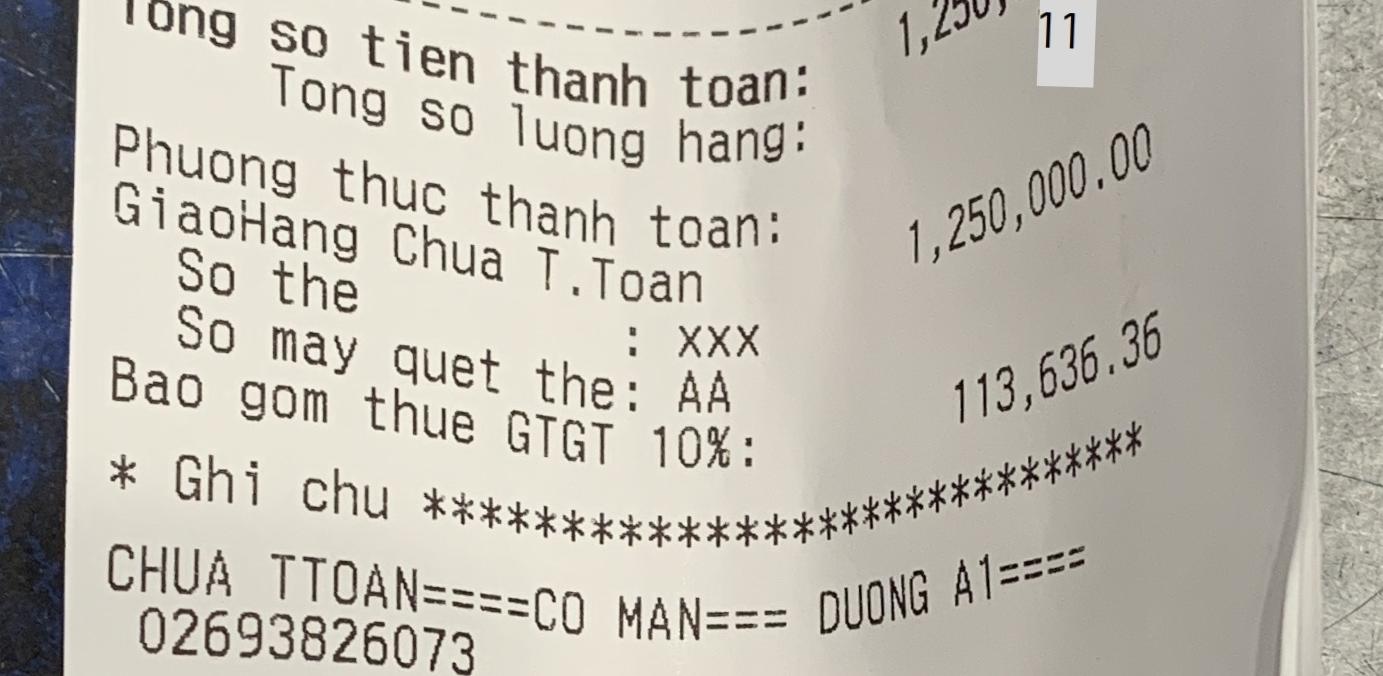 Tong so tien thanh toan: 1,250,
11
Tong so luong hang:
Phuong thuc thanh toan:
GiaoHang Chua T.Toan 1,250,000.00
So the : XXX
So may quet the: AA
Bao gom thue GTGT 10%: 113,636.36
* Ghi chu **************************
CHUA TTOAN====CO MAN=== DUONG A1====
02693826073